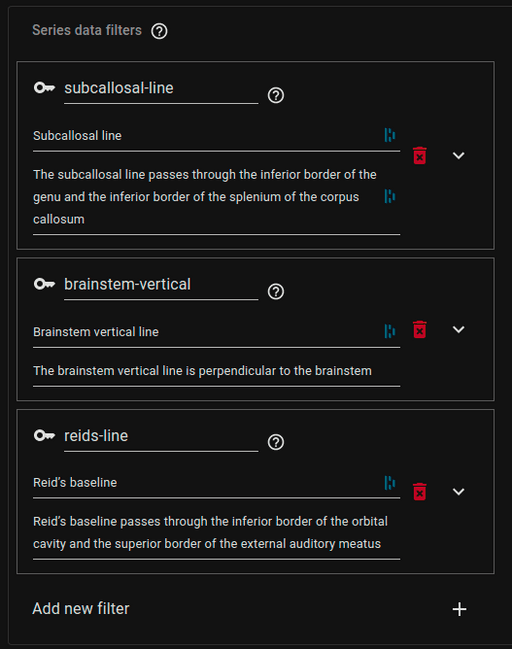 Series data filters
subcallosal-line
Subcallosal line
The subcallosal line passes through the inferior border of the
genu and the inferior border of the splenium of the corpus
callosum
brainstem-vertical
Brainstem vertical line
The brainstem vertical line is perpendicular to the brainstem
reids-line
Reid's baseline
Reid's baseline passes through the inferior border of the orbital
cavity and the superior border of the external auditory meatus
Add new filter